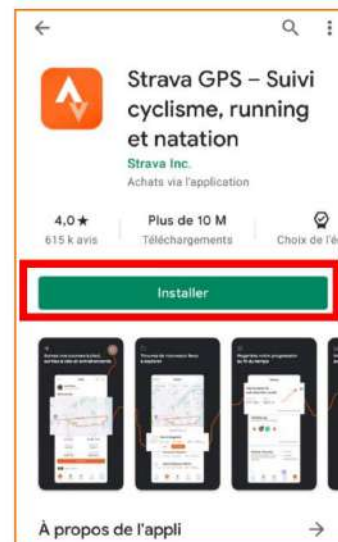 Strava GPS – Suivi
cyclisme, running
et natation
Strava Inc.
Achats via l'application
4,0★
Plus de 10 M
615 k avis
Téléchargements
Choix de l'é
Installer
À propos de l'appli